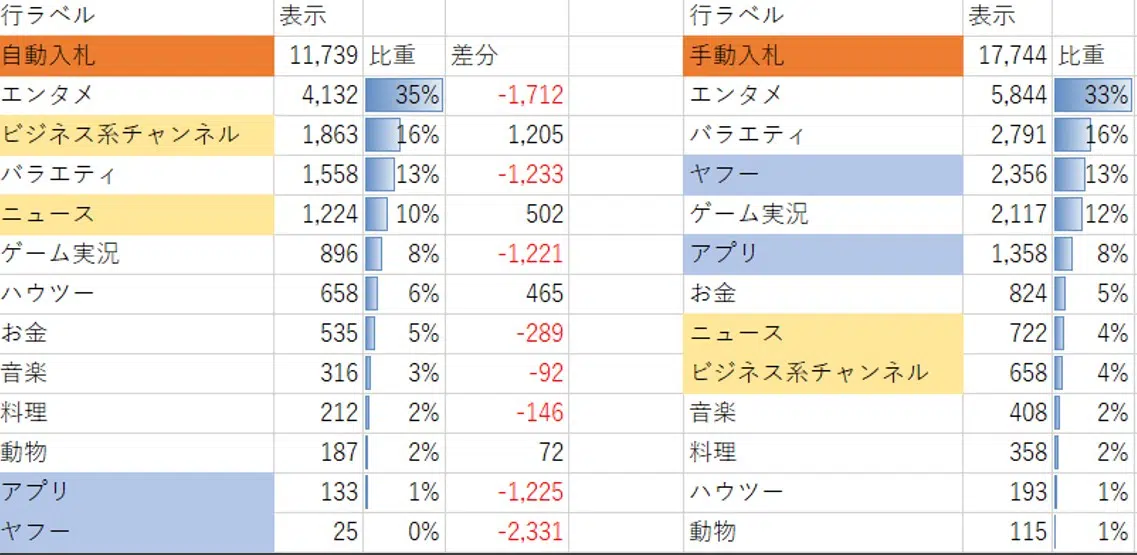 行ラベル 表示 行ラベル 表示
自動入札 11,739 比重 差分 手動入札 17,744 比重
エンタメ 4,132 35% -1,712 エンタメ 5,844 33%
ビジネス系チャンネル 1,863 16% 1,205 バラエティ 2,791 16%
バラエティ 1,558 13% -1,233 ヤフー 2,356 13%
ニュース 1,224 10% 502 ゲーム実況 2,117 12%
ゲーム実況 896 8% -1,221 アプリ 1,358 8%
ハウツー 658 6% 465 お金 824 5%
お金 535 5% -289 ニュース 722 4%
音楽 316 3% -92 ビジネス系チャンネル 658 4%
料理 212 2% -146 音楽 408 2%
動物 187 2% 72 料理 358 2%
アプリ 133 1% -1,225 ハウツー 193 1%
ヤフー 25 0% -2,331 動物 115 1%